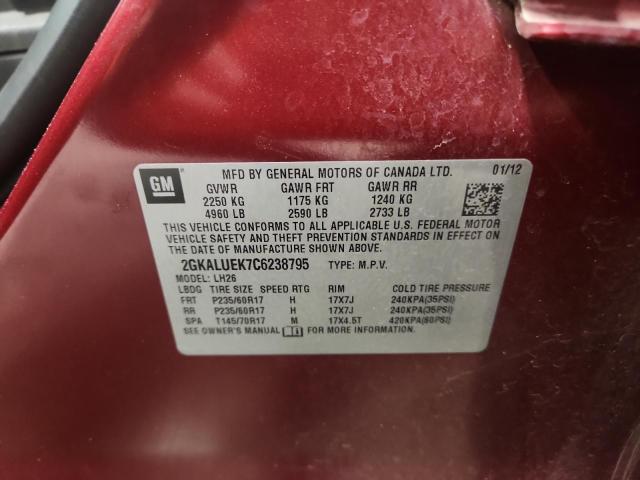 GM
MFD BY GENERAL MOTORS OF CANADA LTD. 01/12
GVWR GAWR FRT GAWR RR
2250 KG 1175 KG 1240 KG
4960 LB 2590 LB 2733 LB
THIS VEHICLE CONFORMS TO ALL APPLICABLE U.S. FEDERAL MOTOR
VEHICLE SAFETY AND THEFT PREVENTION STANDARDS IN EFFECT ON
THE DATE OF MANUFACTURE SHOWN ABOVE.
2GKALUEK7C6238795 TYPE: M.P.V.
MODEL: LH26
LBDG TIRE SIZE SPEED RTG RIM COLD TIRE PRESSURE
FRT P235/60R17 H 17X7J 240KPA(35PSI)
RR P235/60R17 H 17X7J 240KPA(35PSI)
SPA T145/70R17 M 17X4.5T 420KPA(60PSI)
SEE OWNER'S MANUAL FOR MORE INFORMATION.